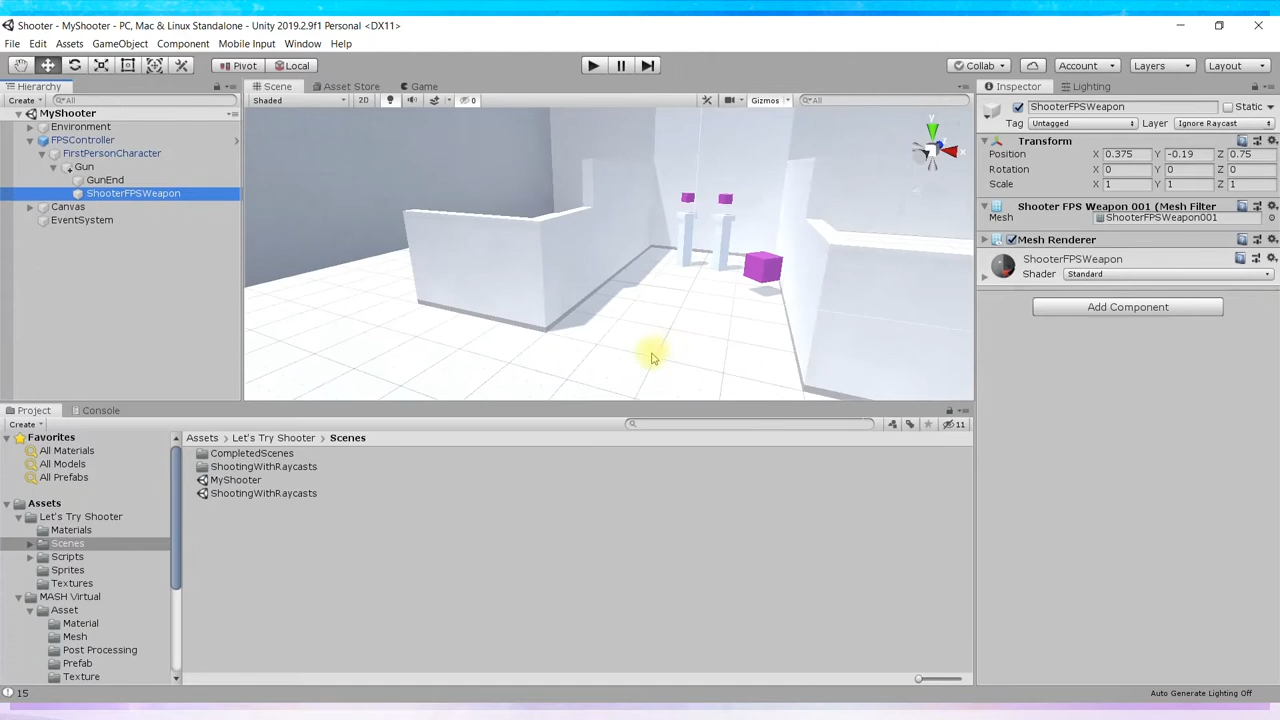 Shooter - MyShooter - PC, Mac & Linux Standalone - Unity 2019.2.9f1 Personal <DX11>
File Edit Assets GameObject Component Mobile Input Window Help
Pivot Local Collab Account Layers Layout
Hierarchy Scene Asset Store Game Inspector Lighting
Create All Shaded 2D 0 Gizmos All ShooterFPSWeapon Static
MyShooter Tag Untagged Layer Ignore Raycast
Environment
FPSController Transform
FirstPersonCharacter Position X 0.375 Y -0.19 Z 0.75
Gun Rotation X 0 Y 0 Z 0
GunEnd Scale X 1 Y 1 Z 1
ShooterFPSWeapon
Canvas Shooter FPS Weapon 001 (Mesh Filter
EventSystem Mesh ShooterFPSWeapon001
Mesh Renderer
ShooterFPSWeapon
Shader Standard
Add Component
y
x
Project Console
Create 11
Favorites Assets Let's Try Shooter Scenes
All Materials CompletedScenes
All Models ShootingWithRaycasts
All Prefabs MyShooter
ShootingWithRaycasts
Assets
Let's Try Shooter
Materials
Scenes
Scripts
Sprites
Textures
MASH Virtual
Asset
Material
Mesh
Post Processing
Prefab
Texture
15 Auto Generate Lighting Off